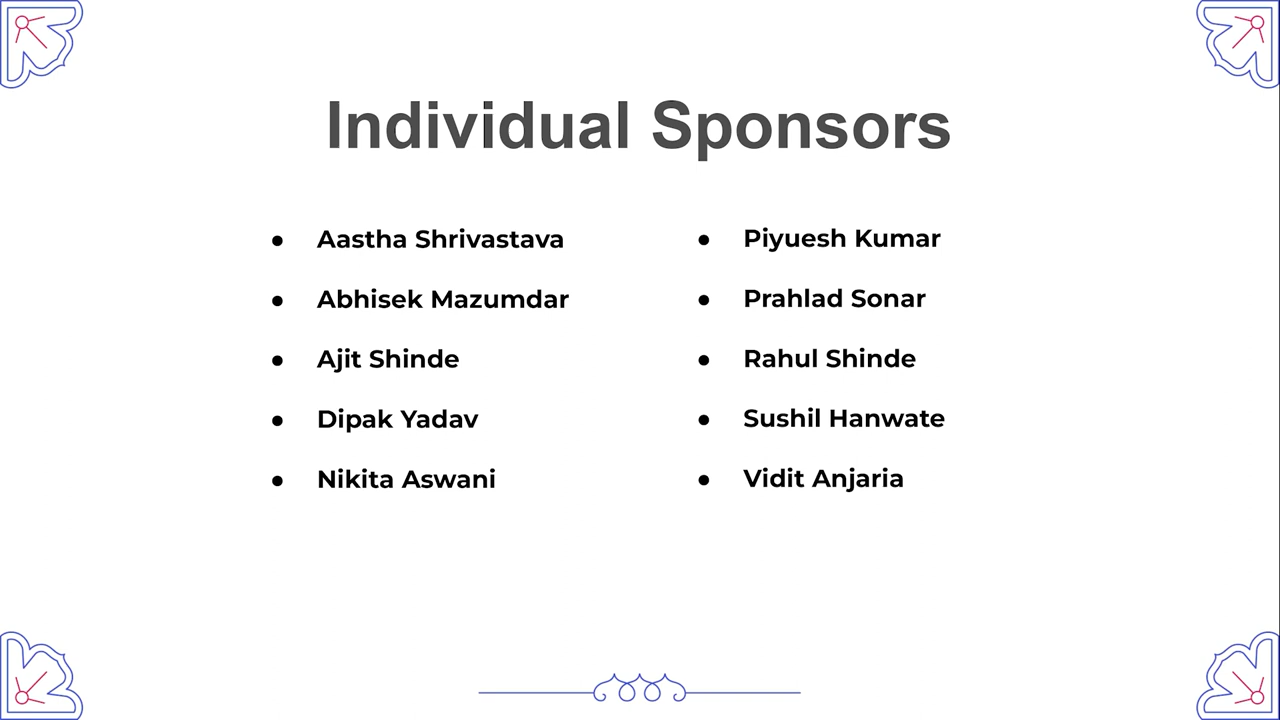 Individual Sponsors
● Aastha Shrivastava
● Abhisek Mazumdar
● Ajit Shinde
● Dipak Yadav
● Nikita Aswani
● Piyuesh Kumar
● Prahlad Sonar
● Rahul Shinde
● Sushil Hanwate
● Vidit Anjaria